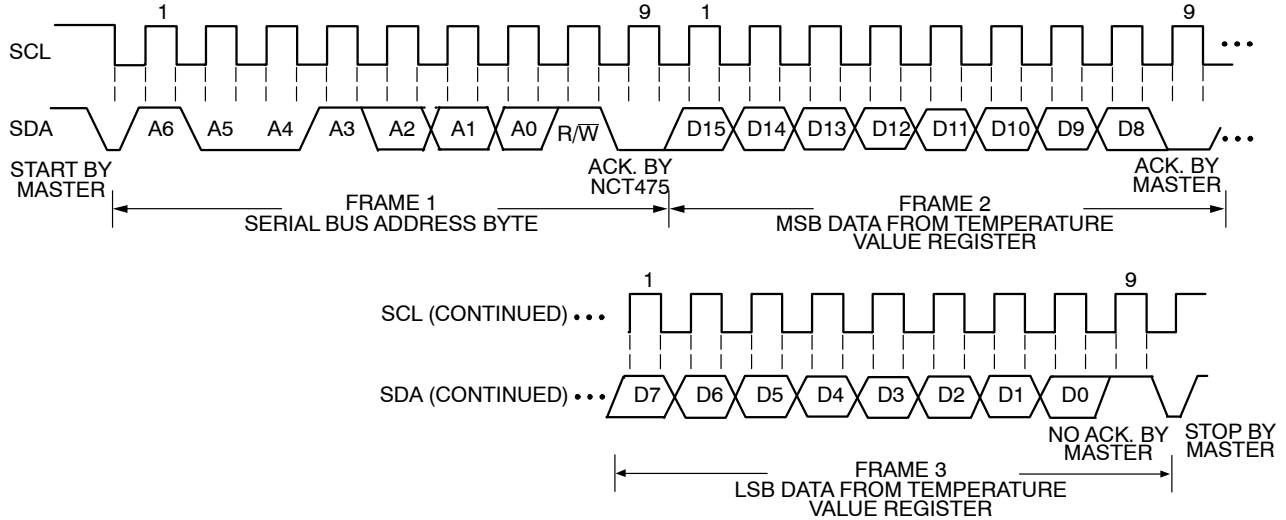 1 9 1 9
SCL
SDA A6 A5 A4 A3 A2 A1 A0 R/W̅ D15 D14 D13 D12 D11 D10 D9 D8
START BY
MASTER
ACK. BY
NCT475
ACK. BY
MASTER
FRAME 1
SERIAL BUS ADDRESS BYTE
FRAME 2
MSB DATA FROM TEMPERATURE
VALUE REGISTER
1 9
SCL (CONTINUED)
SDA (CONTINUED) D7 D6 D5 D4 D3 D2 D1 D0
NO ACK. BY
MASTER
STOP BY
MASTER
FRAME 3
LSB DATA FROM TEMPERATURE
VALUE REGISTER